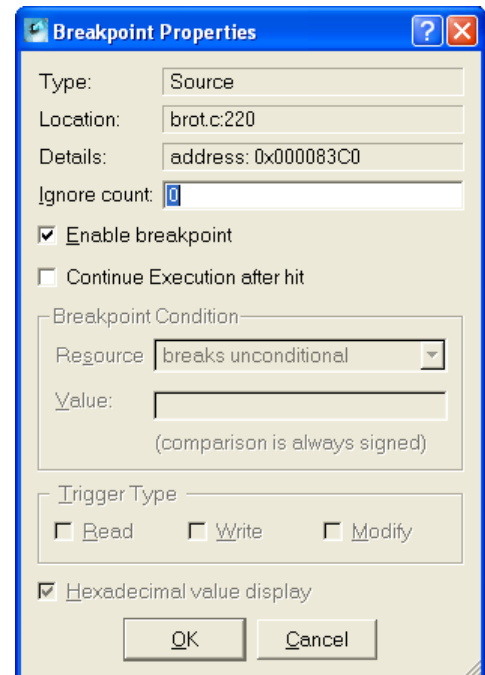 Breakpoint Properties
Type: Source
Location: brot.c:220
Details: address: 0x000083C0
Ignore count: 0
Enable breakpoint
Continue Execution after hit
Breakpoint Condition
Resource breaks unconditional
Value:
(comparison is always signed)
Trigger Type
Read Write Modify
Hexadecimal value display
OK Cancel